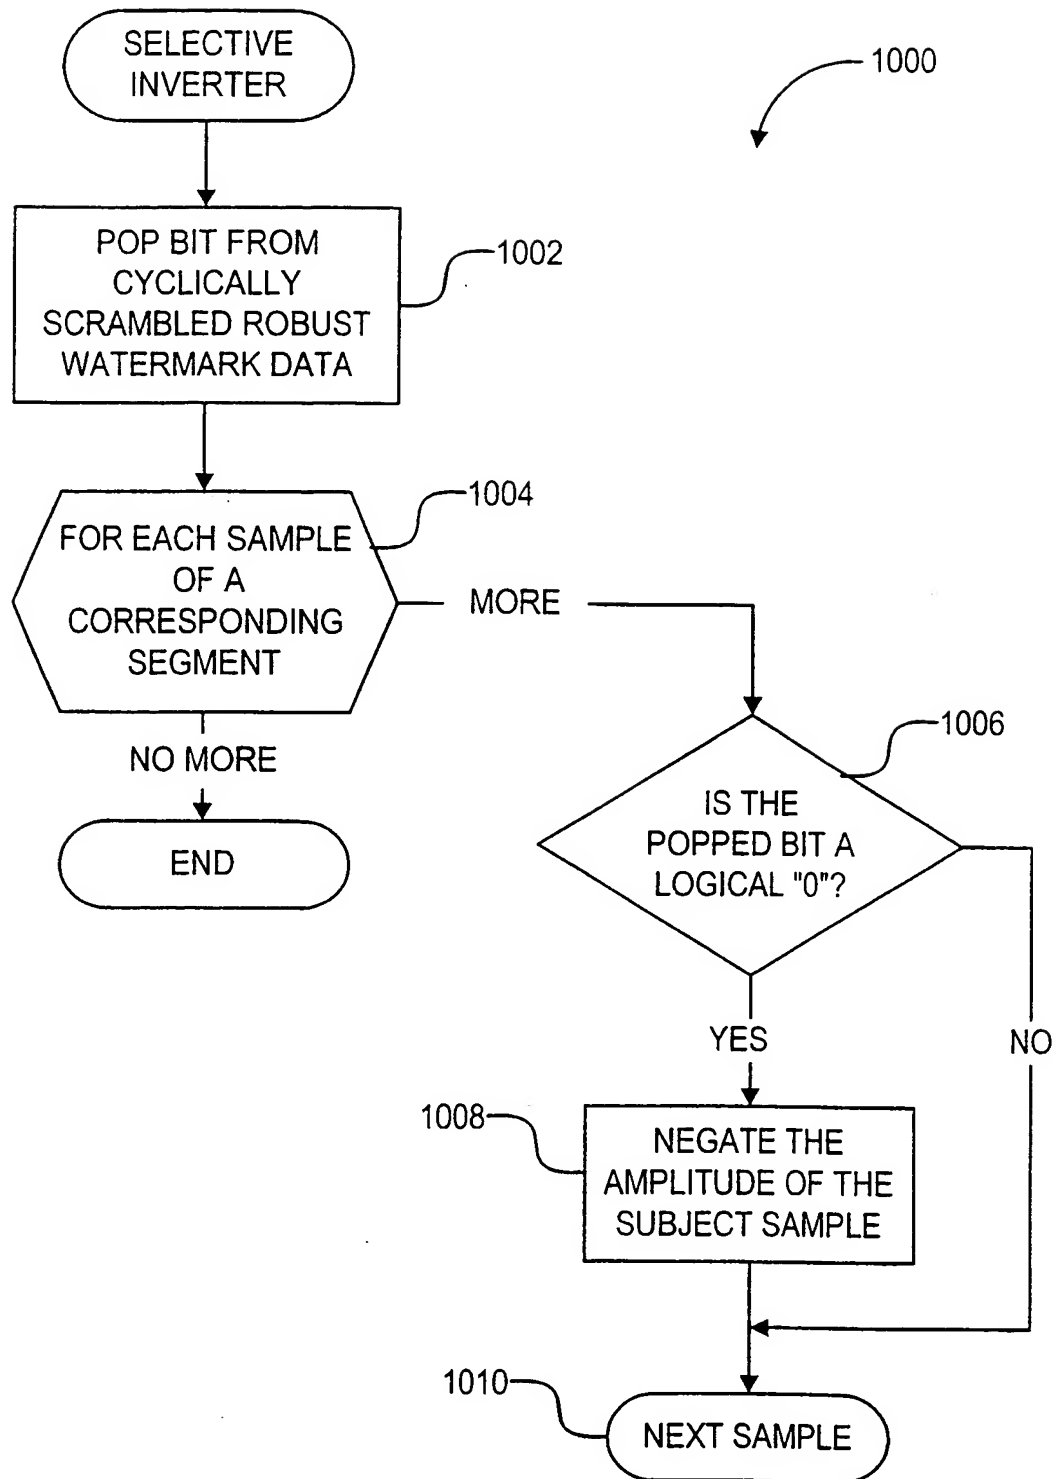 SELECTIVE
INVERTER
1000
POP BIT FROM
CYCLICALLY
SCRAMBLED ROBUST
WATERMARK DATA
1002
1004
FOR EACH SAMPLE
OF A
CORRESPONDING
SEGMENT
MORE
NO MORE
END
1006
IS THE
POPPED BIT A
LOGICAL "0"?
YES
NO
1008
NEGATE THE
AMPLITUDE OF THE
SUBJECT SAMPLE
1010
NEXT SAMPLE